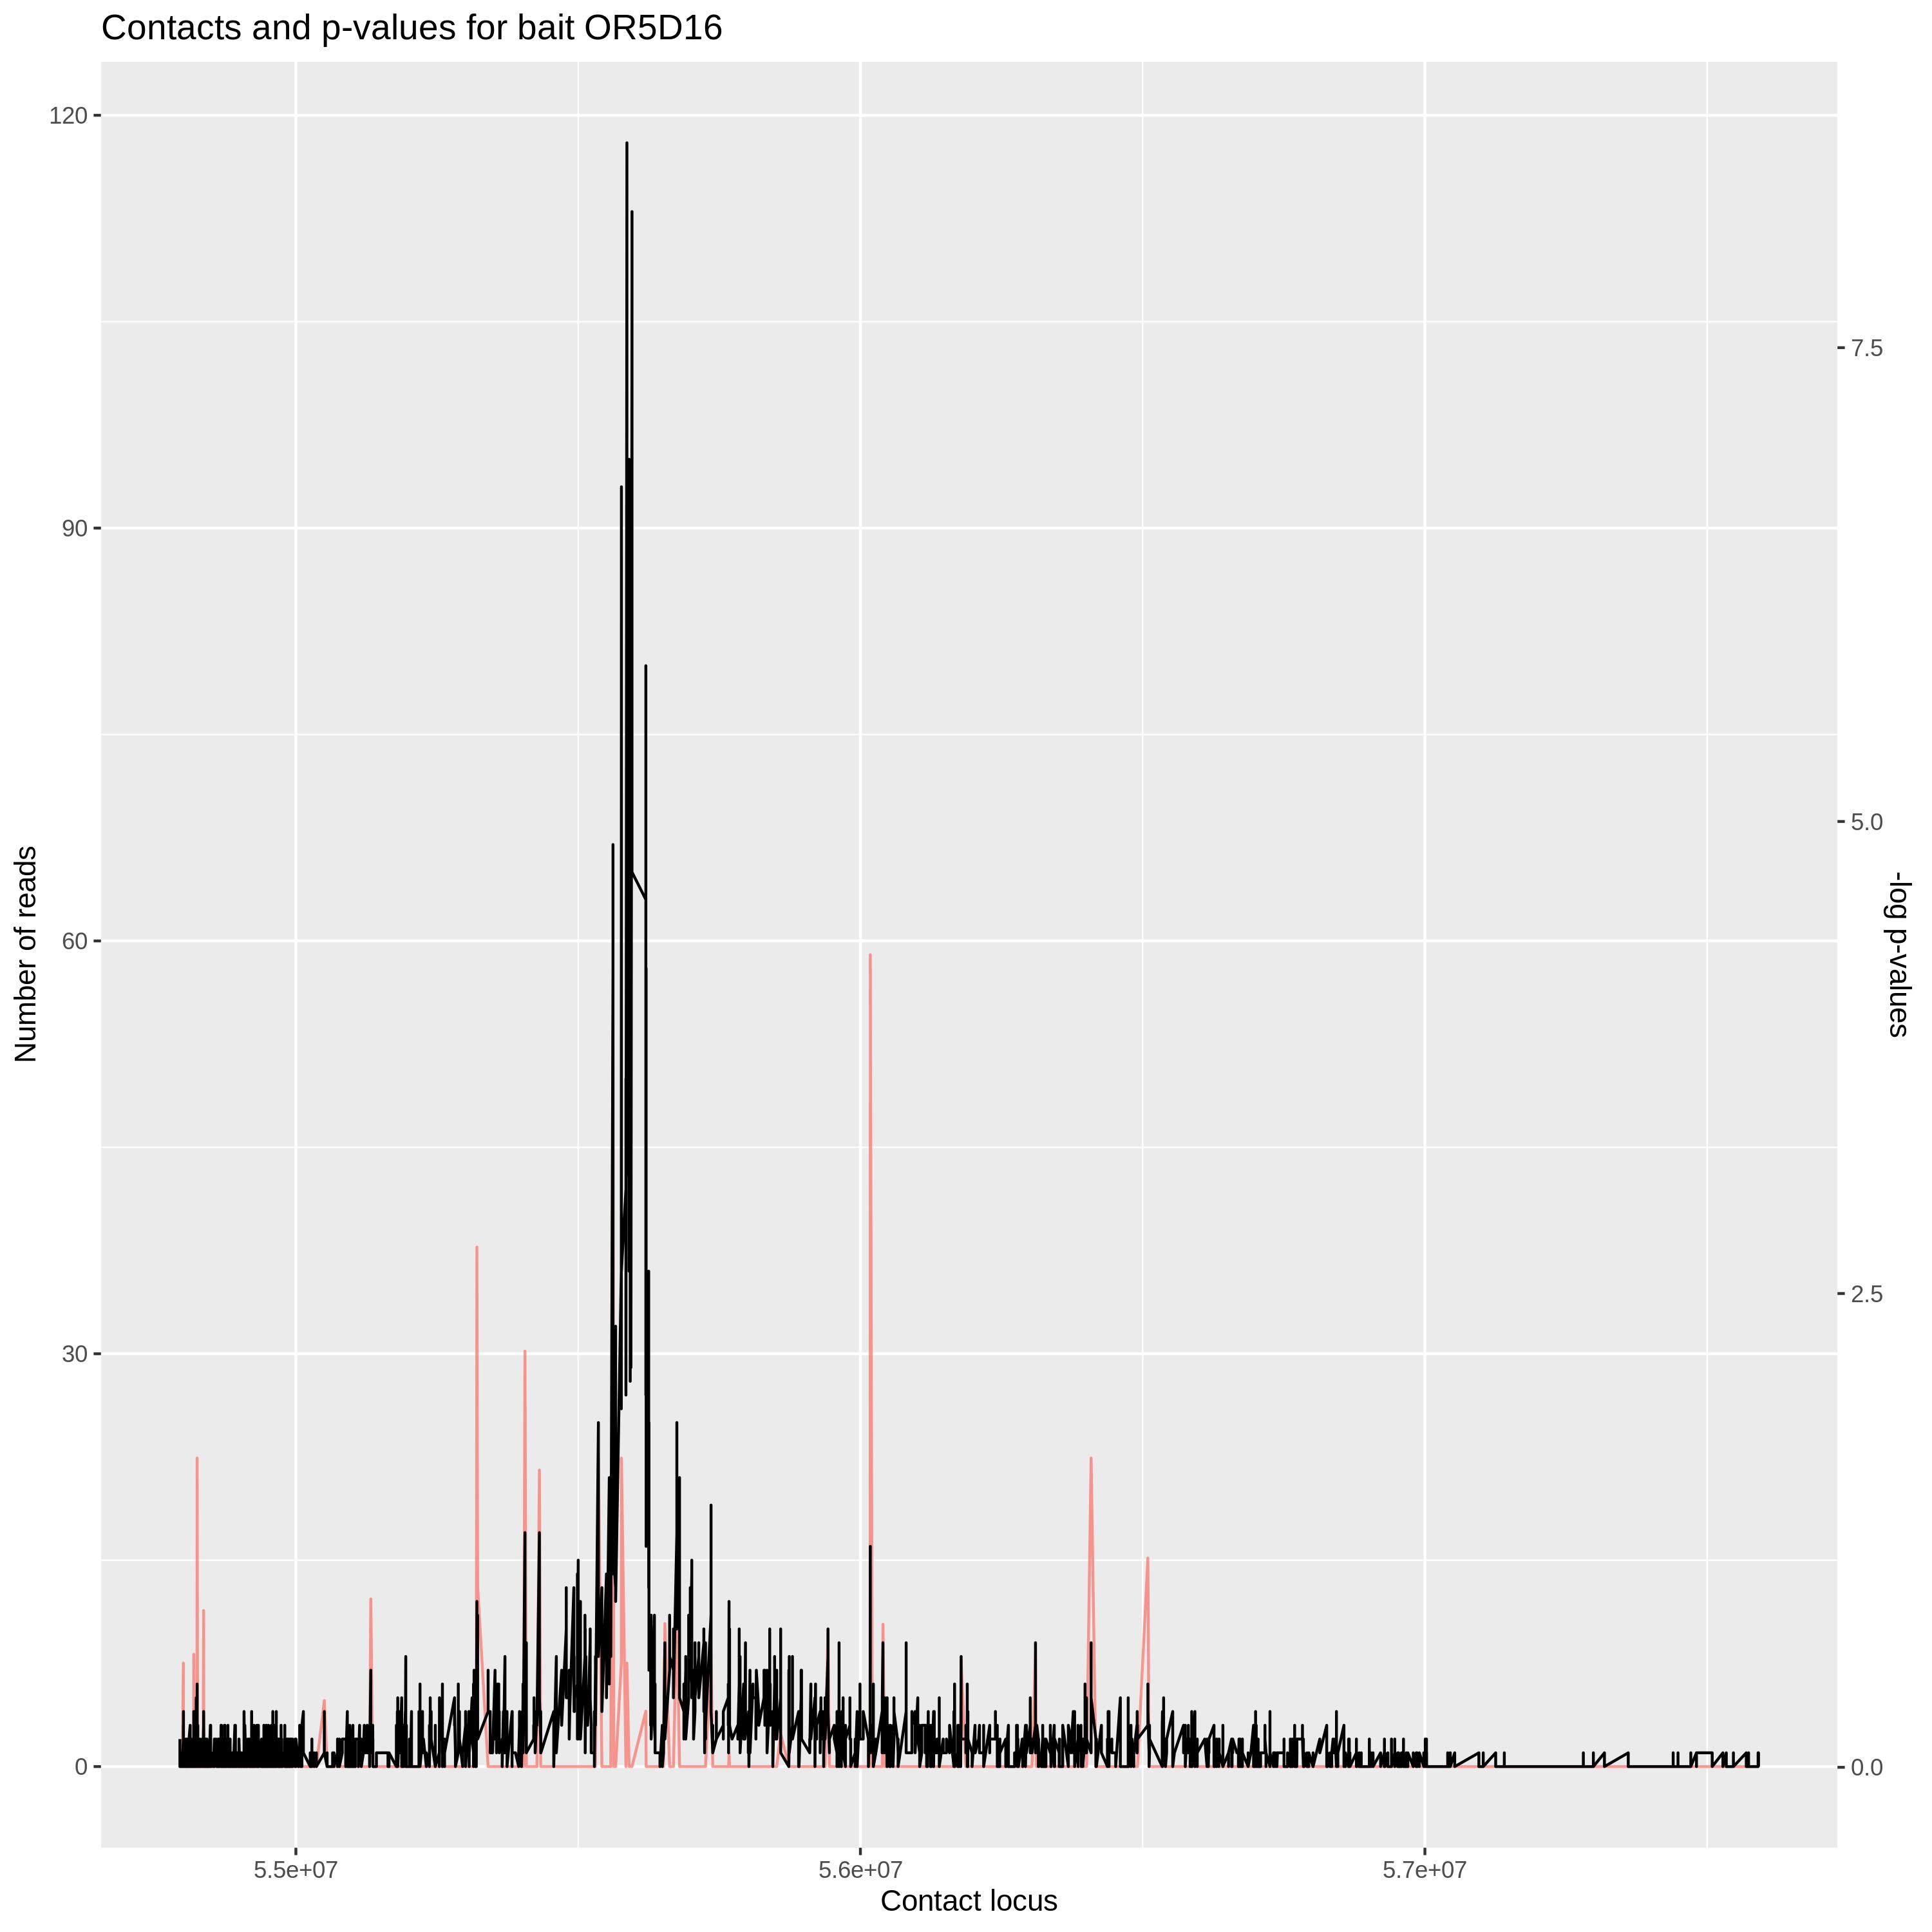 Contacts and p-values for bait OR5D16
120
90
60
30
0
Number of reads
7.5
5.0
2.5
0.0
-log p-values
5.5e+07
5.6e+07
5.7e+07
Contact locus